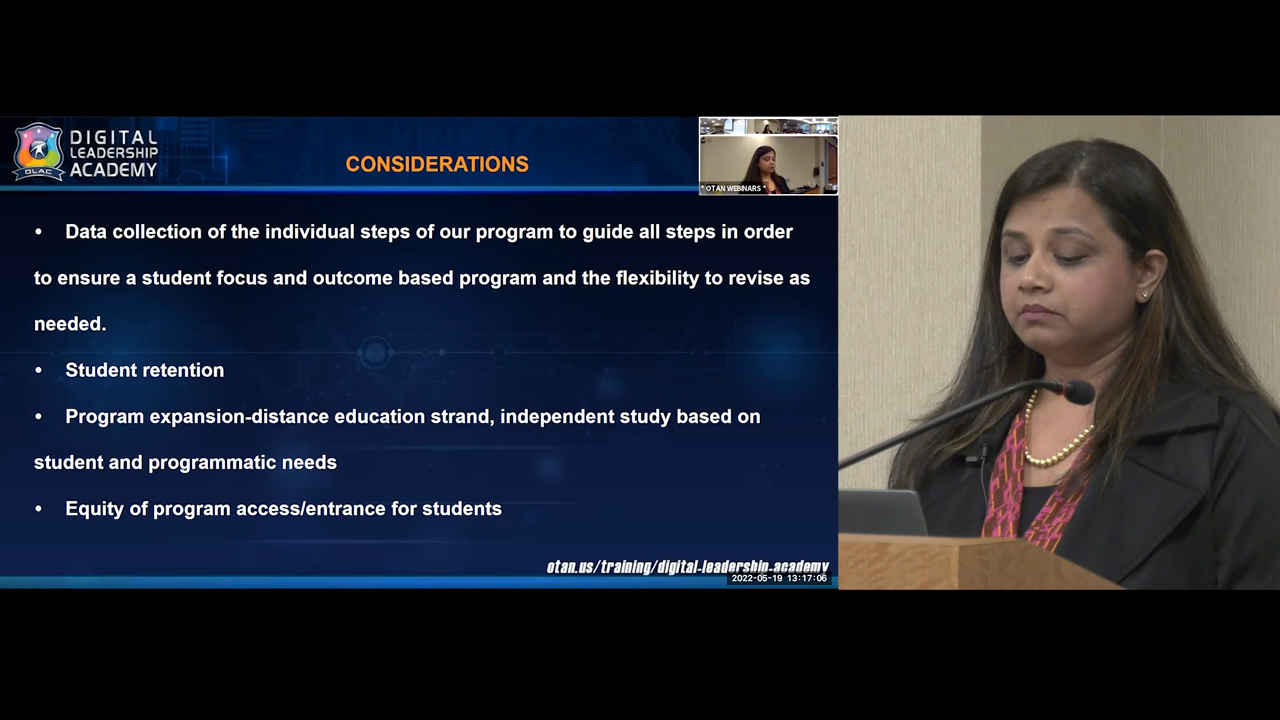 DIGITAL
LEADERSHIP
ACADEMY
DLAC
CONSIDERATIONS
" OTAN WEBINARS "
• Data collection of the individual steps of our program to guide all steps in order
to ensure a student focus and outcome based program and the flexibility to revise as
needed.
• Student retention
• Program expansion-distance education strand, independent study based on
student and programmatic needs
• Equity of program access/entrance for students
otan.us/training/digital-leadership-academy
2022-05-19 13:17:06